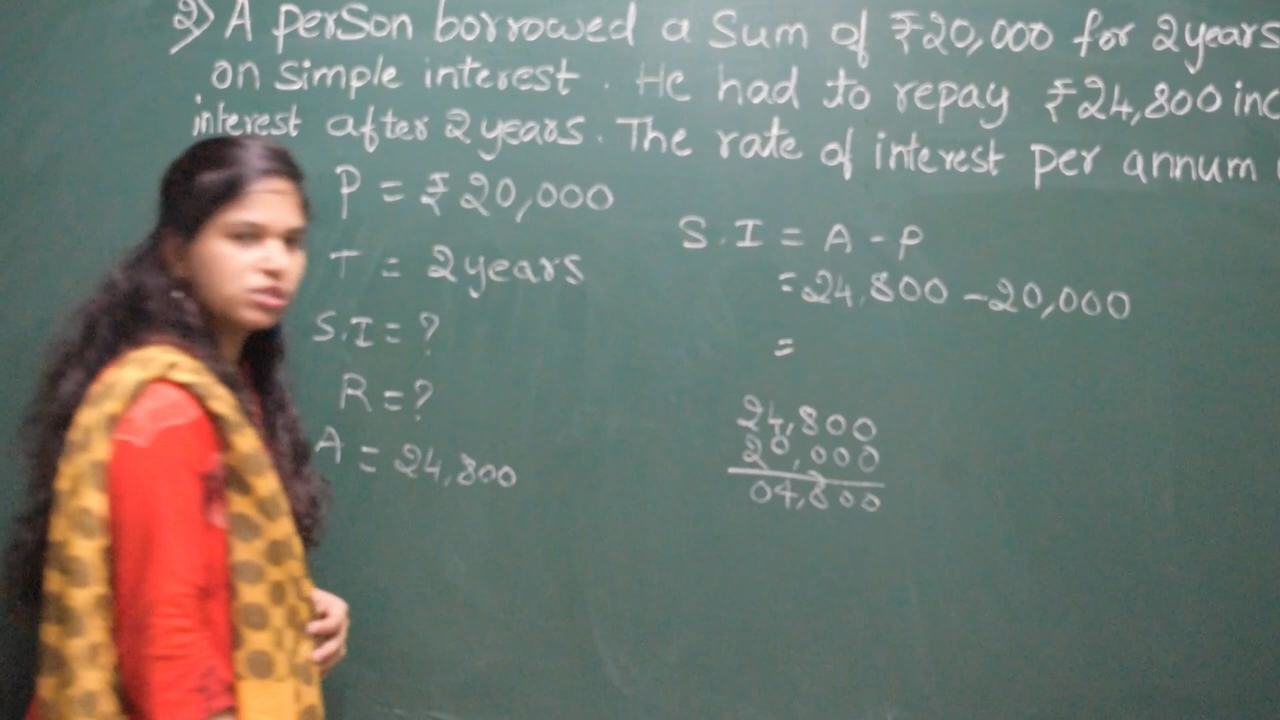 2) A person borrowed a Sum of ₹20,000 for 2years
on simple interest. He had to repay ₹24,800
interest after 2years. The rate of interest per annum
P = ₹20,000
T = 2years
S.I = ?
R = ?
A = 24,800
S.I = A - P
= 24,800 - 20,000
=
24,800
20,000
04,800